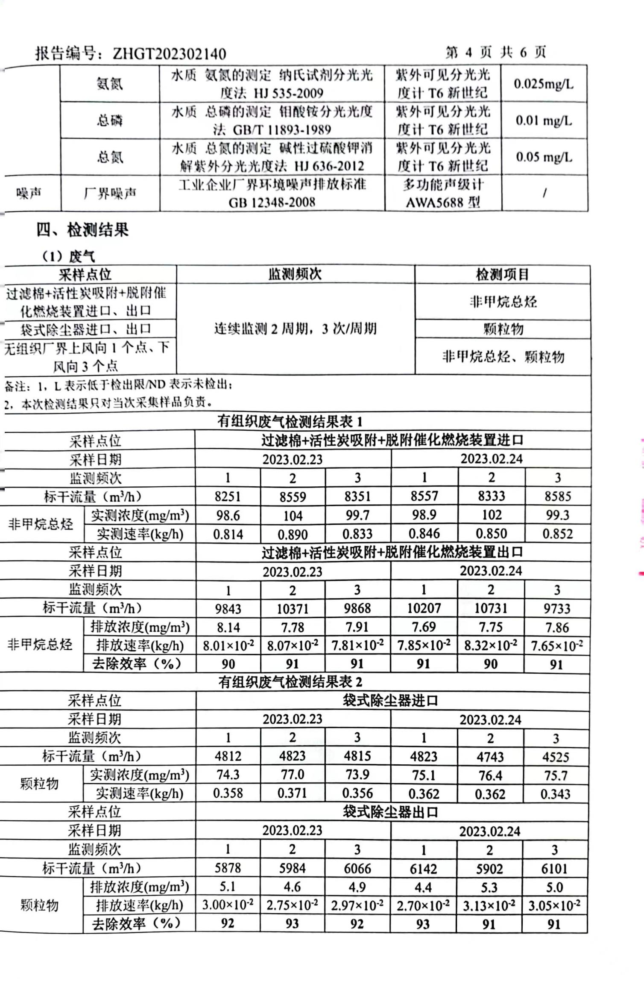 报告编号：ZHGT202302140 第 4 页 共 6 页
氨氮 水质 氨氮的测定 纳氏试剂分光光度法 HJ 535-2009 紫外可见分光光度计 T6 新世纪 0.025mg/L
总磷 水质 总磷的测定 钼酸铵分光光度法 GB/T 11893-1989 紫外可见分光光度计 T6 新世纪 0.01 mg/L
总氮 水质 总氮的测定 碱性过硫酸钾消解紫外分光光度法 HJ 636-2012 紫外可见分光光度计 T6 新世纪 0.05 mg/L
噪声 厂界噪声 工业企业厂界环境噪声排放标准 GB 12348-2008 多功能声级计 AWA5688 型 /
四、检测结果
（1）废气
采样点位 监测频次 检测项目
过滤棉+活性炭吸附+脱附催化燃烧装置进口、出口 连续监测 2 周期，3 次/周期 非甲烷总烃
袋式除尘器进口、出口 颗粒物
无组织厂界上风向 1 个点、下风向 3 个点 非甲烷总烃、颗粒物
备注：1，L 表示低于检出限/ND 表示未检出；
2，本次检测结果只对当次采集样品负责。
有组织废气检测结果表 1
采样点位 过滤棉+活性炭吸附+脱附催化燃烧装置进口
采样日期 2023.02.23 2023.02.24
监测频次 1 2 3 1 2 3
标干流量（m³/h） 8251 8559 8351 8557 8333 8585
非甲烷总烃 实测浓度(mg/m³) 98.6 104 99.7 98.9 102 99.3
实测速率(kg/h) 0.814 0.890 0.833 0.846 0.850 0.852
采样点位 过滤棉+活性炭吸附+脱附催化燃烧装置出口
采样日期 2023.02.23 2023.02.24
监测频次 1 2 3 1 2 3
标干流量（m³/h） 9843 10371 9868 10207 10731 9733
非甲烷总烃 排放浓度(mg/m³) 8.14 7.78 7.91 7.69 7.75 7.86
排放速率(kg/h) 8.01×10⁻² 8.07×10⁻² 7.81×10⁻² 7.85×10⁻² 8.32×10⁻² 7.65×10⁻²
去除效率（%） 90 91 91 91 90 91
有组织废气检测结果表 2
采样点位 袋式除尘器进口
采样日期 2023.02.23 2023.02.24
监测频次 1 2 3 1 2 3
标干流量（m³/h） 4812 4823 4815 4823 4743 4525
颗粒物 实测浓度(mg/m³) 74.3 77.0 73.9 75.1 76.4 75.7
实测速率(kg/h) 0.358 0.371 0.356 0.362 0.362 0.343
采样点位 袋式除尘器出口
采样日期 2023.02.23 2023.02.24
监测频次 1 2 3 1 2 3
标干流量（m³/h） 5878 5984 6066 6142 5902 6101
颗粒物 排放浓度(mg/m³) 5.1 4.6 4.9 4.4 5.3 5.0
排放速率(kg/h) 3.00×10⁻² 2.75×10⁻² 2.97×10⁻² 2.70×10⁻² 3.13×10⁻² 3.05×10⁻²
去除效率（%） 92 93 92 93 91 91